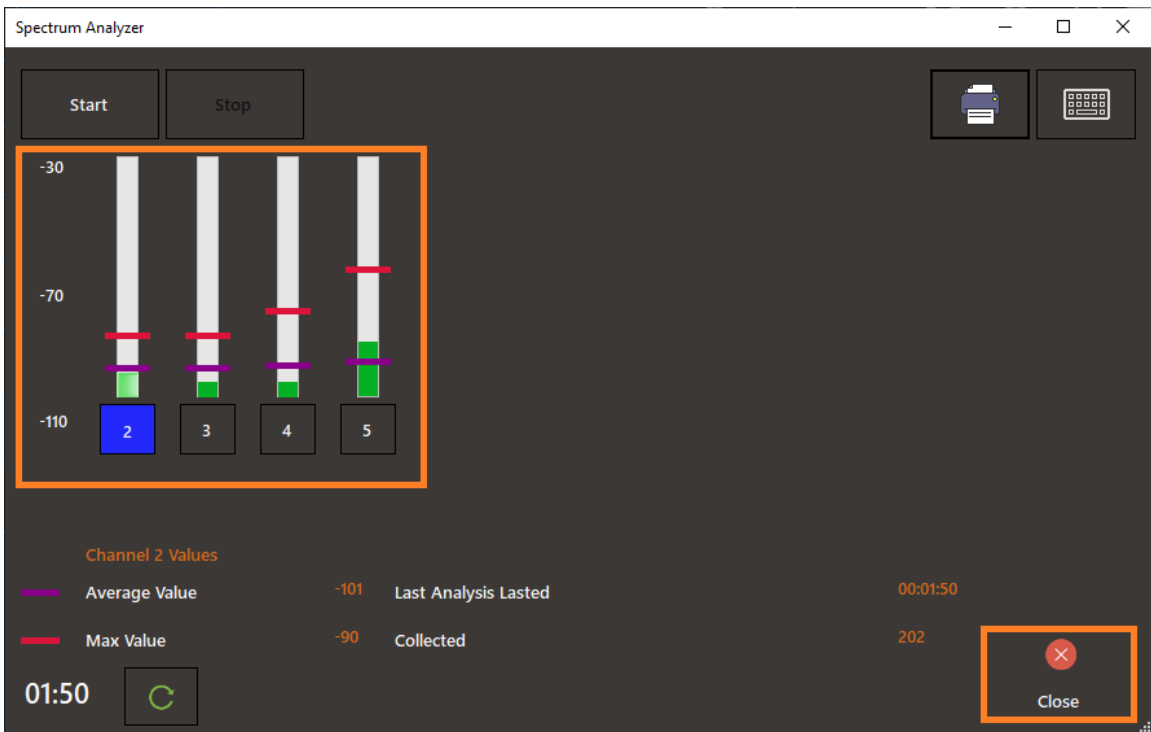 Spectrum Analyzer
Start
Stop
-30
-70
-110
2
3
4
5
Channel 2 Values
Average Value
-101
Last Analysis Lasted
00:01:50
Max Value
-90
Collected
202
01:50
Close